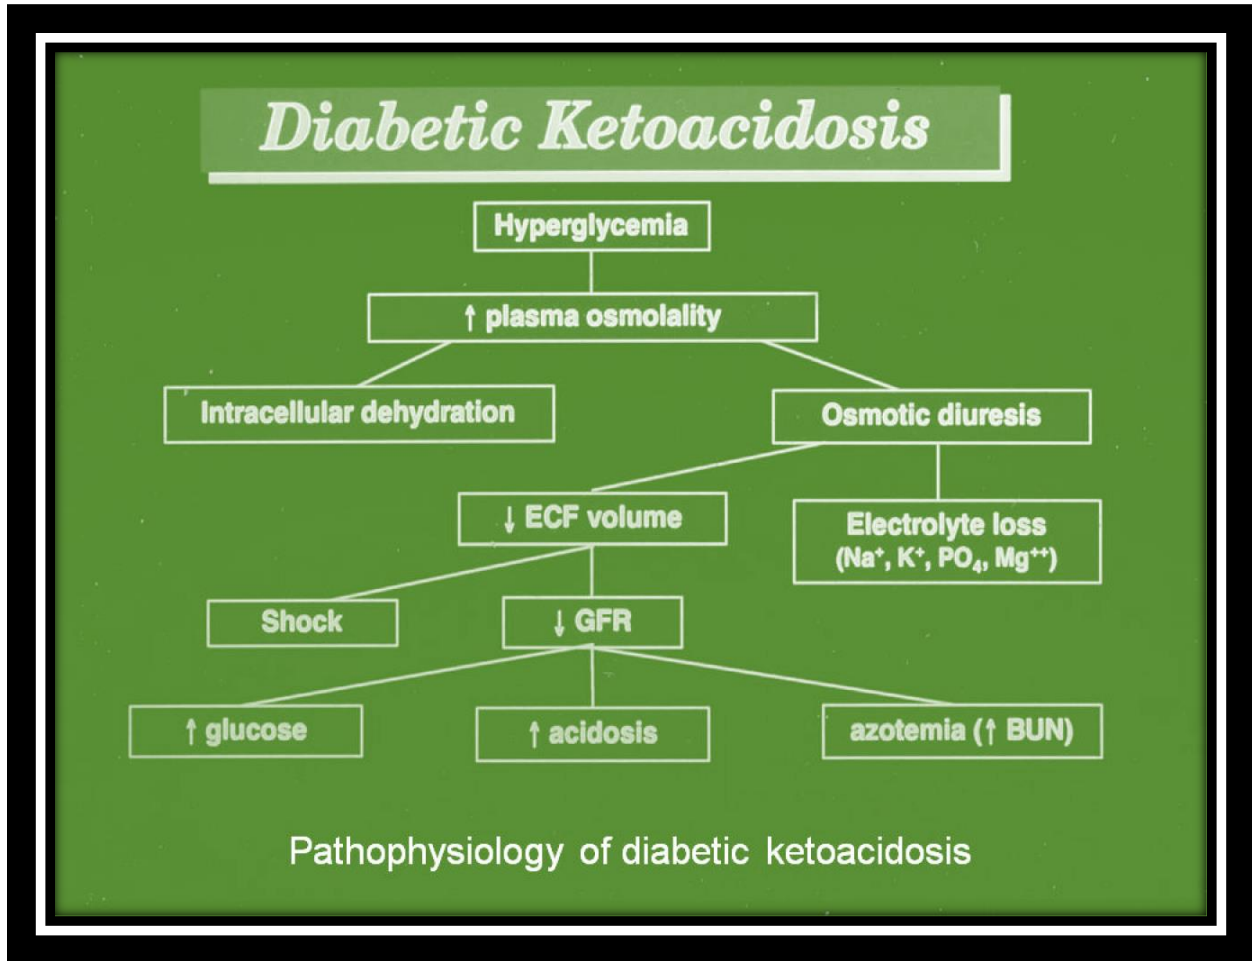 Diabetic Ketoacidosis
Hyperglycemia
↑ plasma osmolality
Intracellular dehydration
Osmotic diuresis
↓ ECF volume
Electrolyte loss
(Na⁺, K⁺, PO₄, Mg⁺⁺)
Shock
↓ GFR
↑ glucose
↑ acidosis
azotemia (↑ BUN)
Pathophysiology of diabetic ketoacidosis